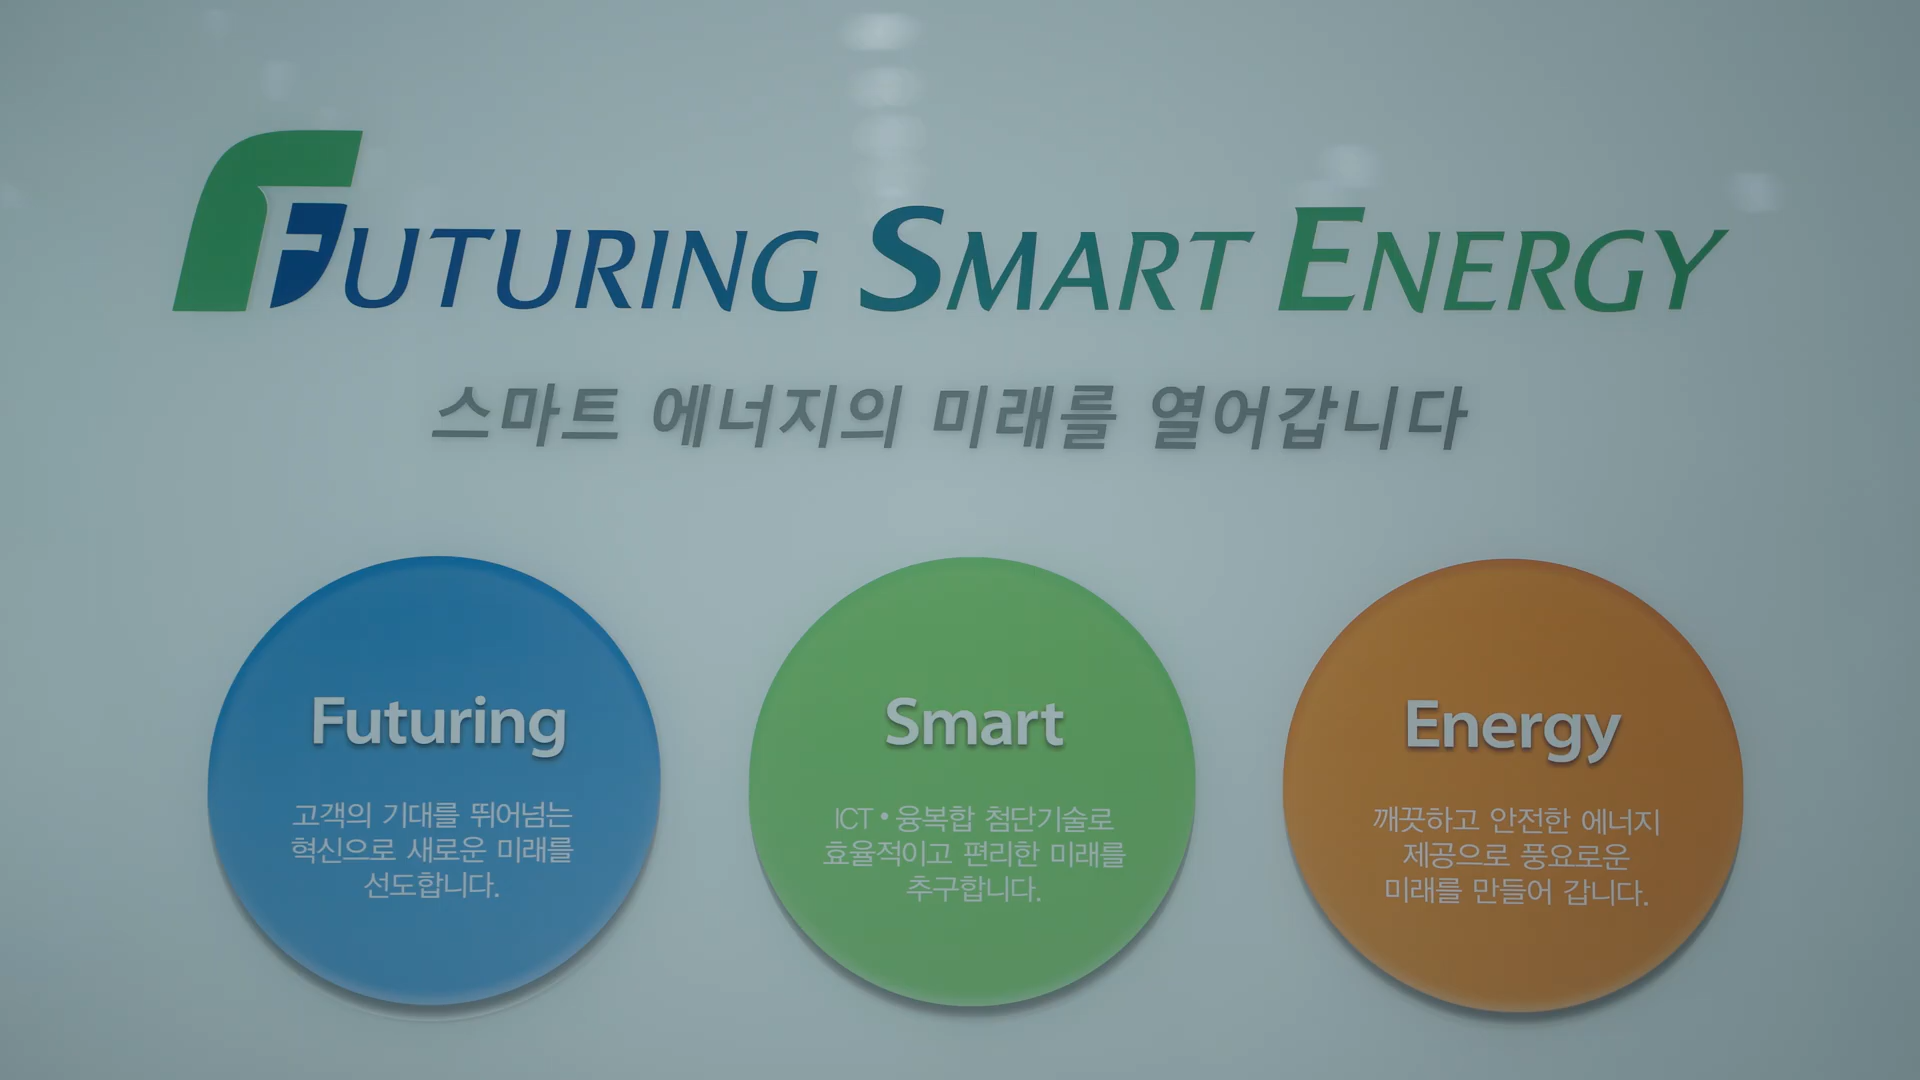 FUTURING SMART ENERGY
스마트 에너지의 미래를 열어갑니다
Futuring
고객의 기대를 뛰어넘는
혁신으로 새로운 미래를
선도합니다.
Smart
ICT•융복합 첨단기술로
효율적이고 편리한 미래를
추구합니다.
Energy
깨끗하고 안전한 에너지
제공으로 풍요로운
미래를 만들어 갑니다.